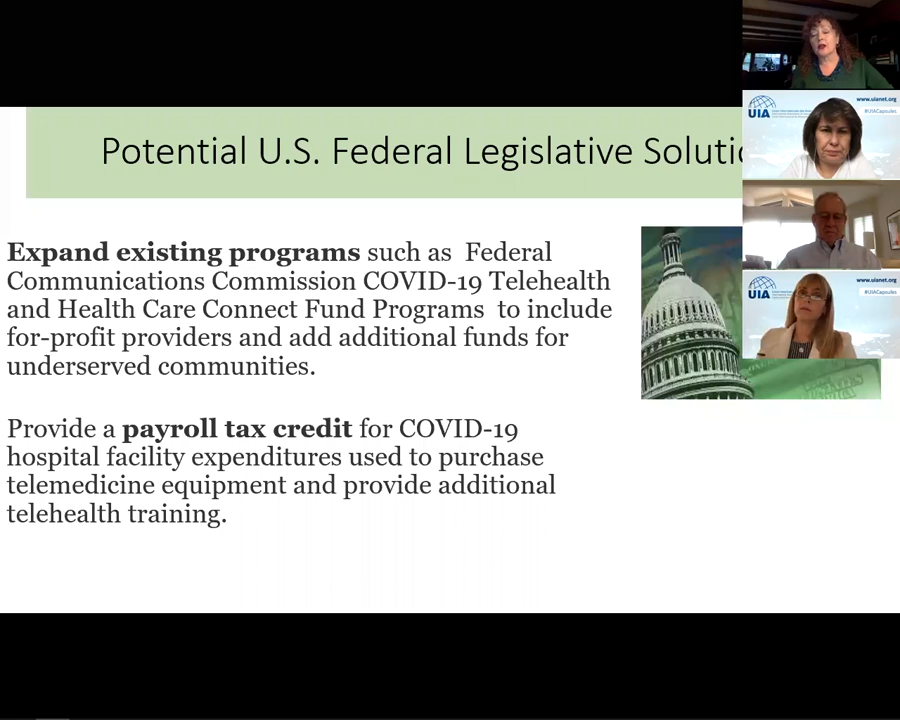 Potential U.S. Federal Legislative Solutio
Expand existing programs such as Federal
Communications Commission COVID-19 Telehealth
and Health Care Connect Fund Programs to include
for-profit providers and add additional funds for
underserved communities.
Provide a payroll tax credit for COVID-19
hospital facility expenditures used to purchase
telemedicine equipment and provide additional
telehealth training.
www.uianet.org
#UIACapsules
UIA
www.uianet.org
#UIACapsules
UIA